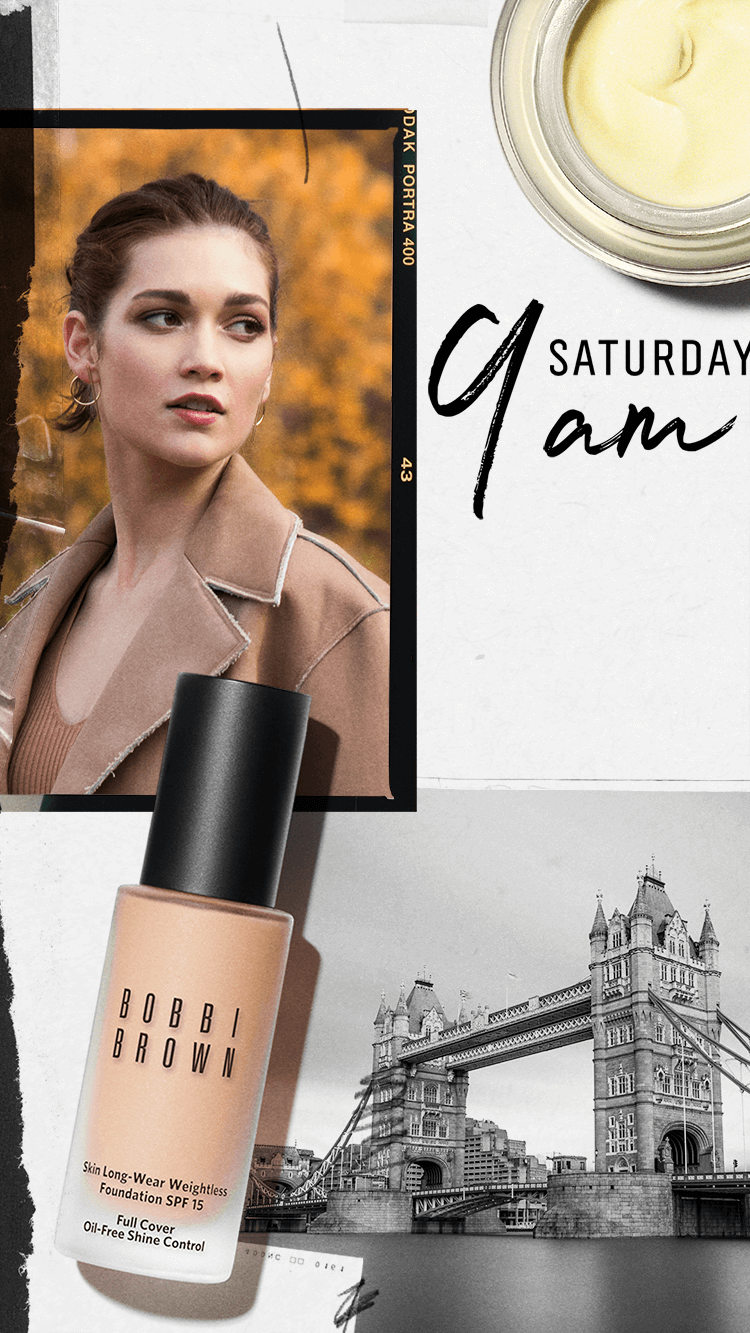 ODAK PORTRA 400
43
9
SATURDAY
am
BOBBI
BROWN
Skin Long-Wear Weightless
Foundation SPF 15
Full Cover
Oil-Free Shine Control